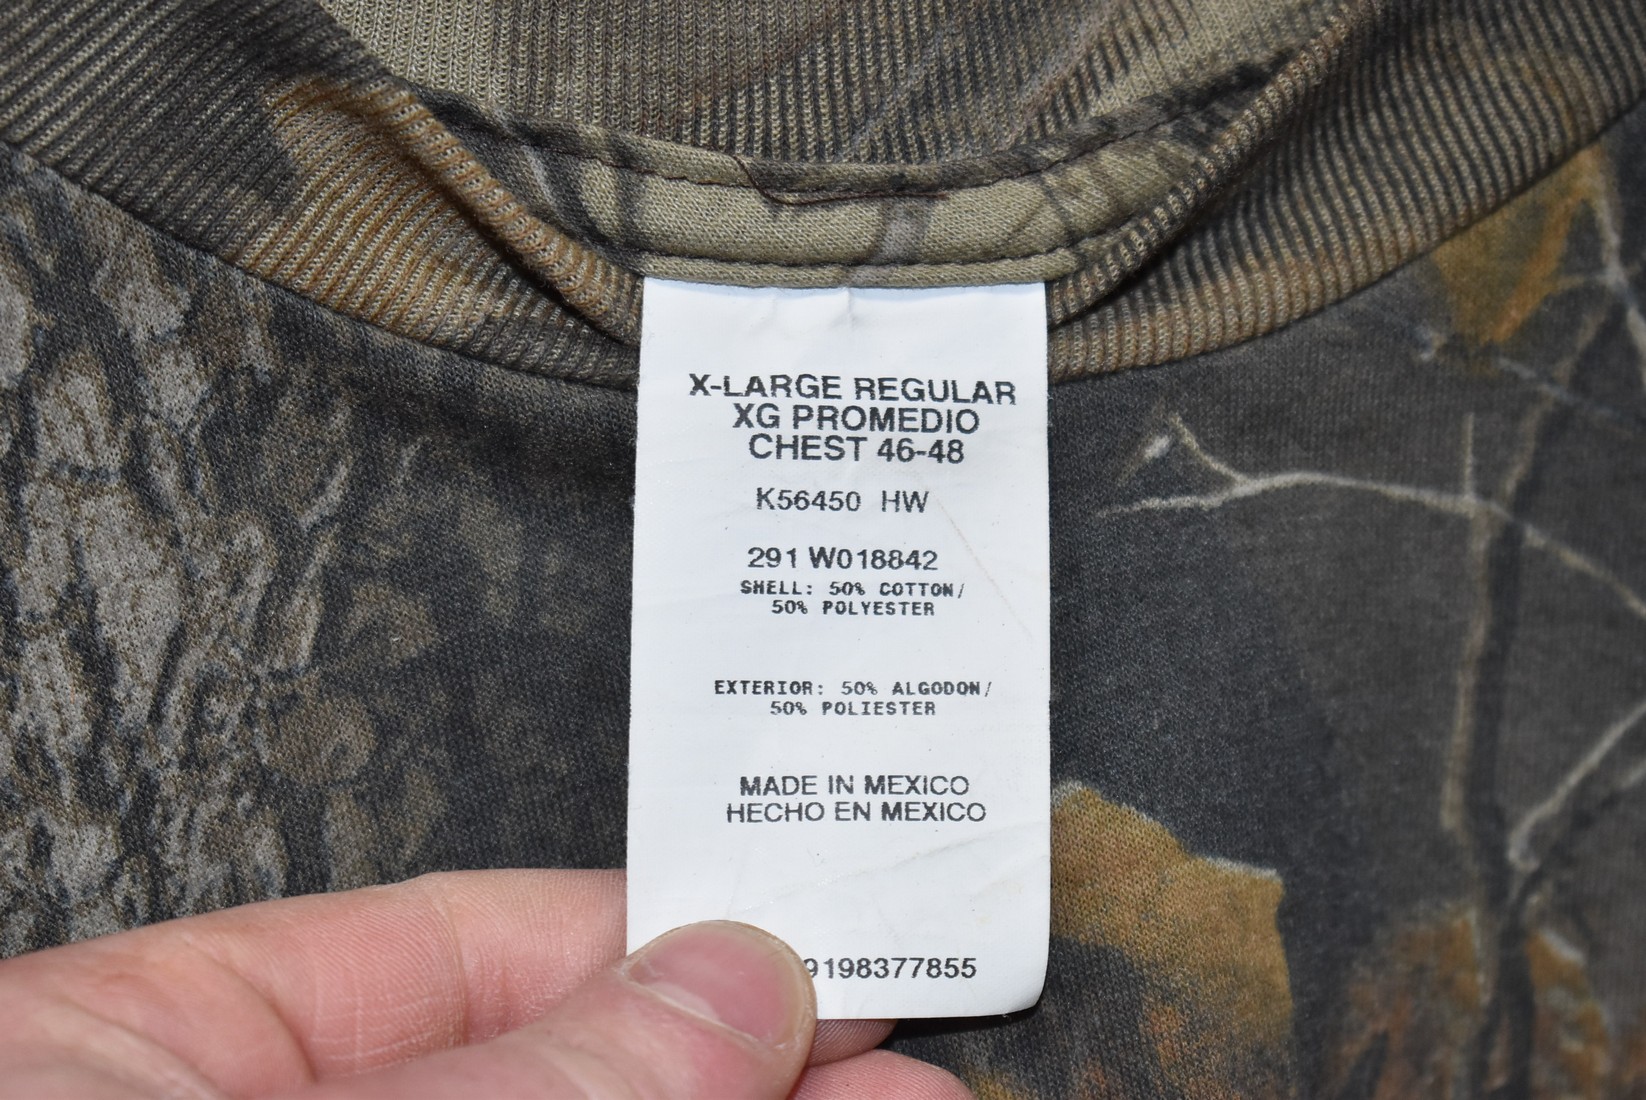 X-LARGE REGULAR
XG PROMEDIO
CHEST 46-48
K56450 HW
291 W018842
SHELL: 50% COTTON/
50% POLYESTER
EXTERIOR: 50% ALGODON/
50% POLIESTER
MADE IN MEXICO
HECHO EN MEXICO
9198377855